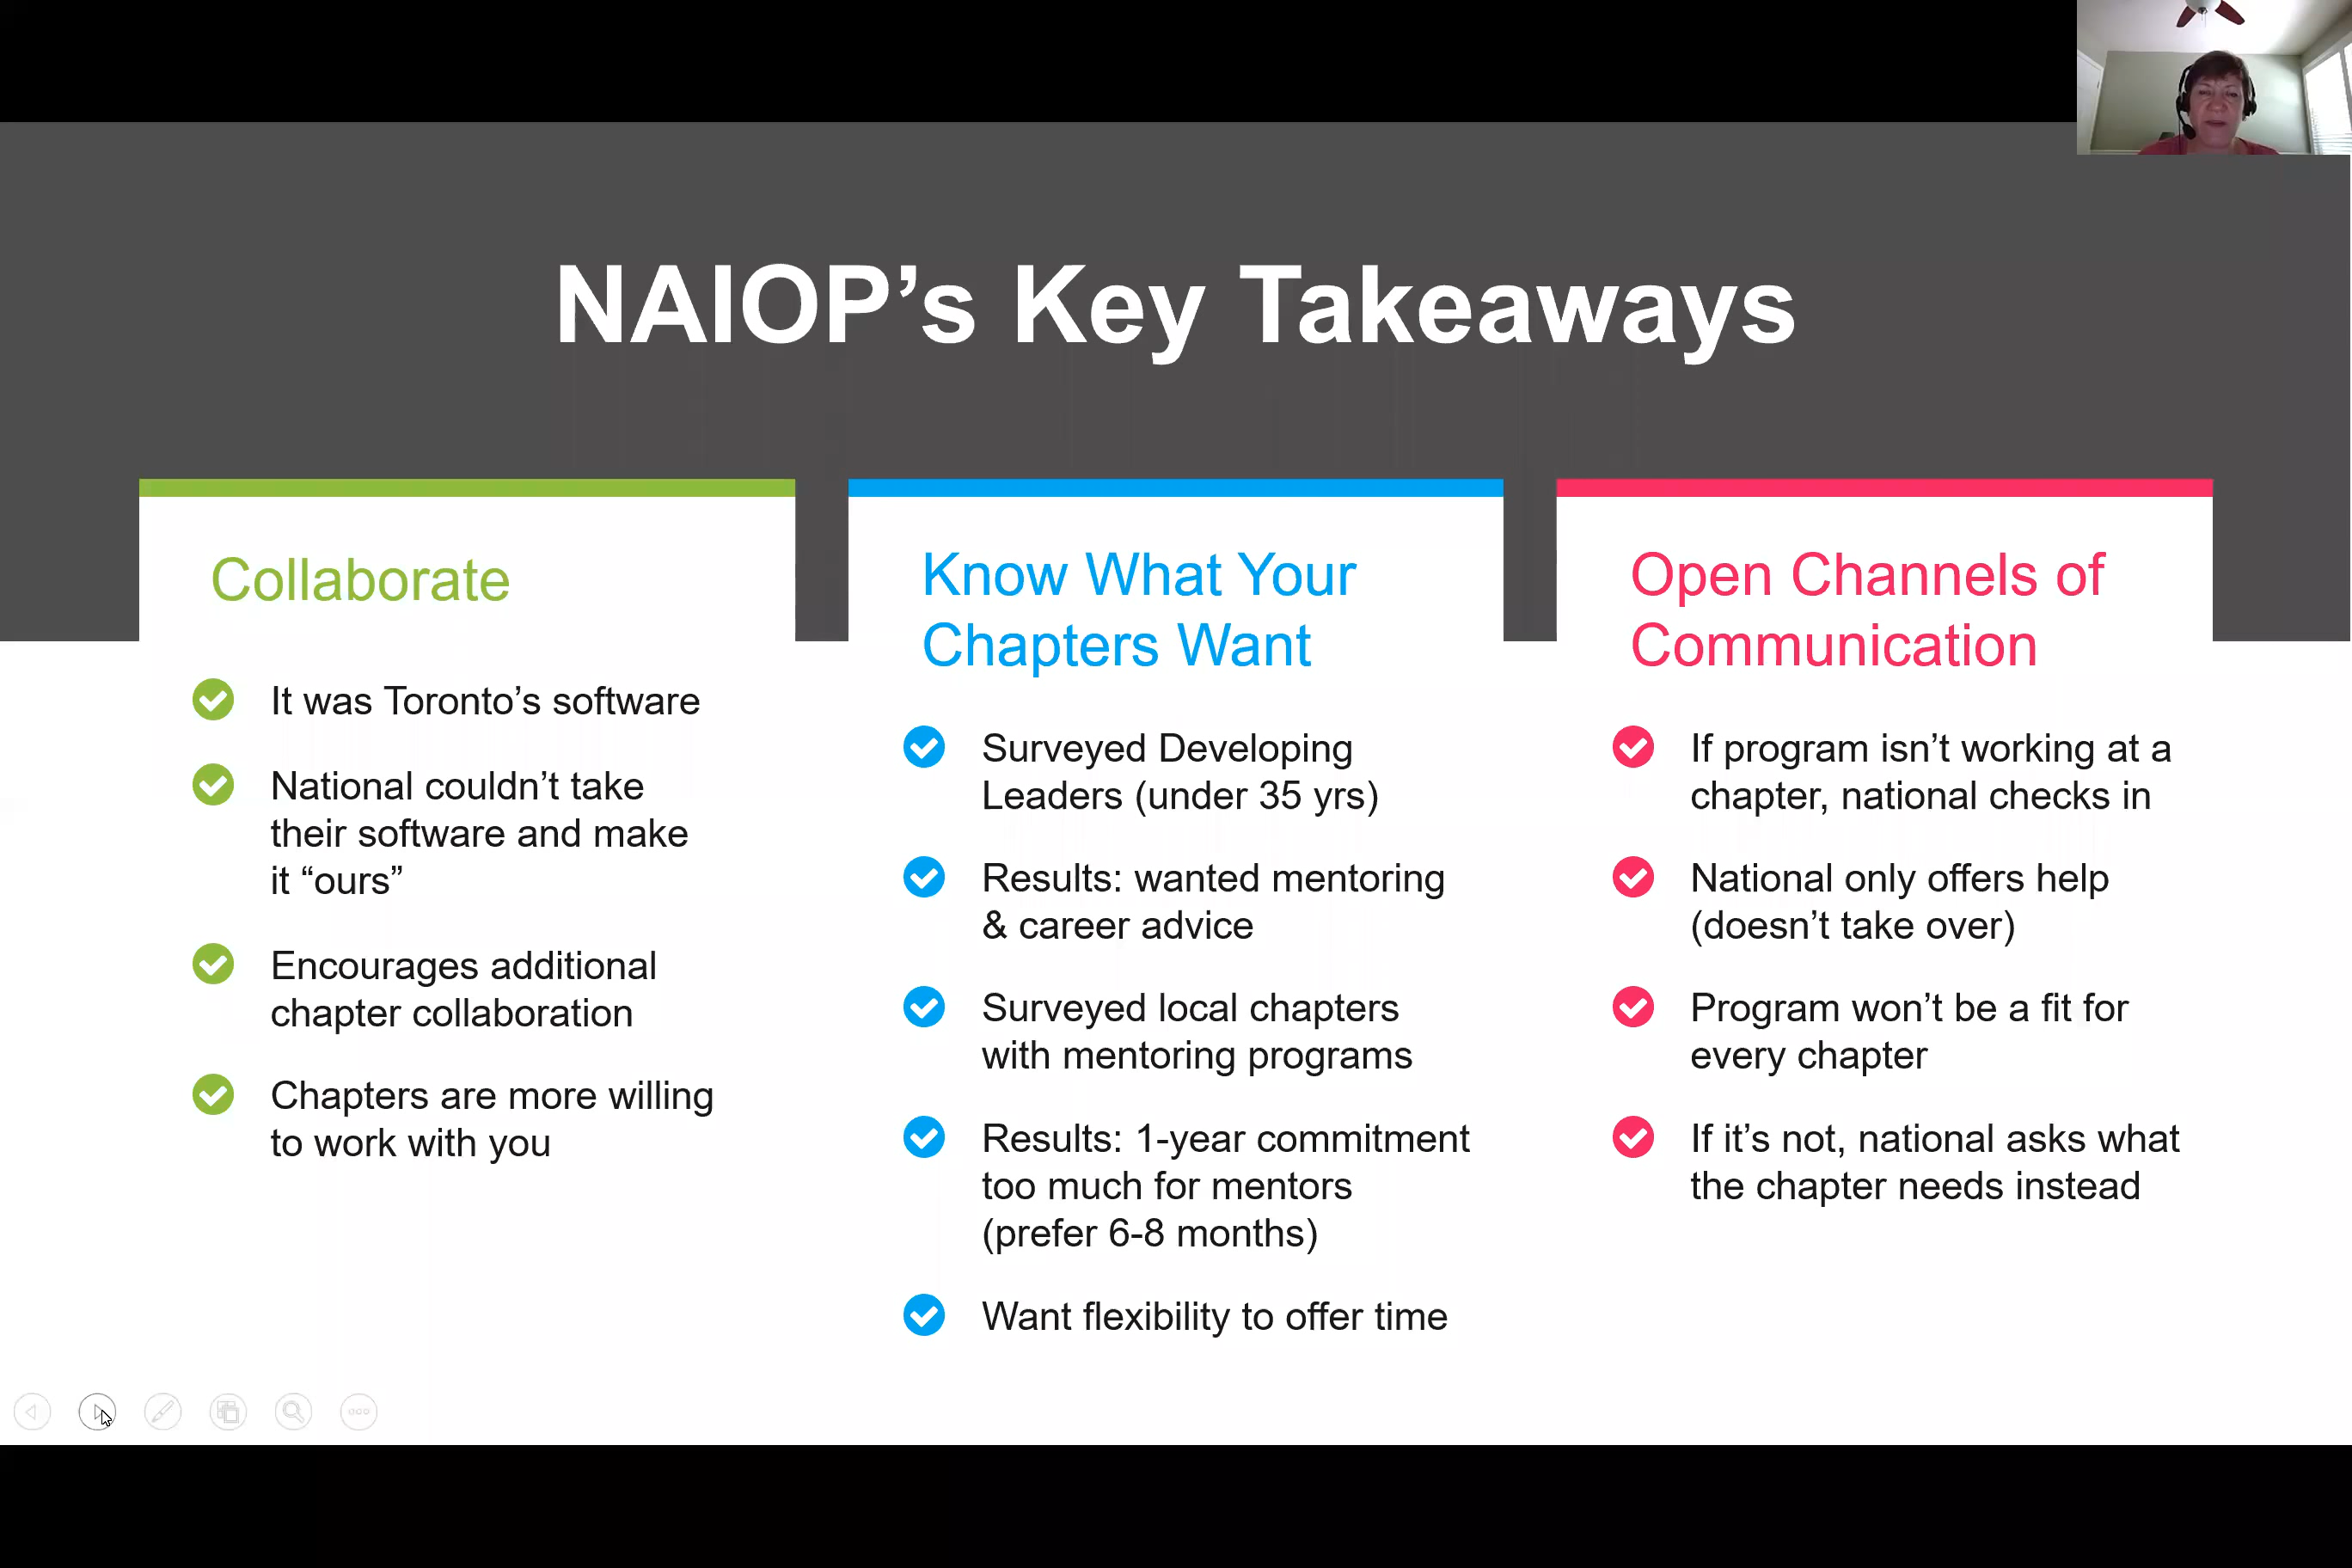 NAIOP’s Key Takeaways
Collaborate
It was Toronto’s software
National couldn’t take
their software and make
it “ours”
Encourages additional
chapter collaboration
Chapters are more willing
to work with you
Know What Your
Chapters Want
Surveyed Developing
Leaders (under 35 yrs)
Results: wanted mentoring
& career advice
Surveyed local chapters
with mentoring programs
Results: 1-year commitment
too much for mentors
(prefer 6-8 months)
Want flexibility to offer time
Open Channels of
Communication
If program isn’t working at a
chapter, national checks in
National only offers help
(doesn’t take over)
Program won’t be a fit for
every chapter
If it’s not, national asks what
the chapter needs instead